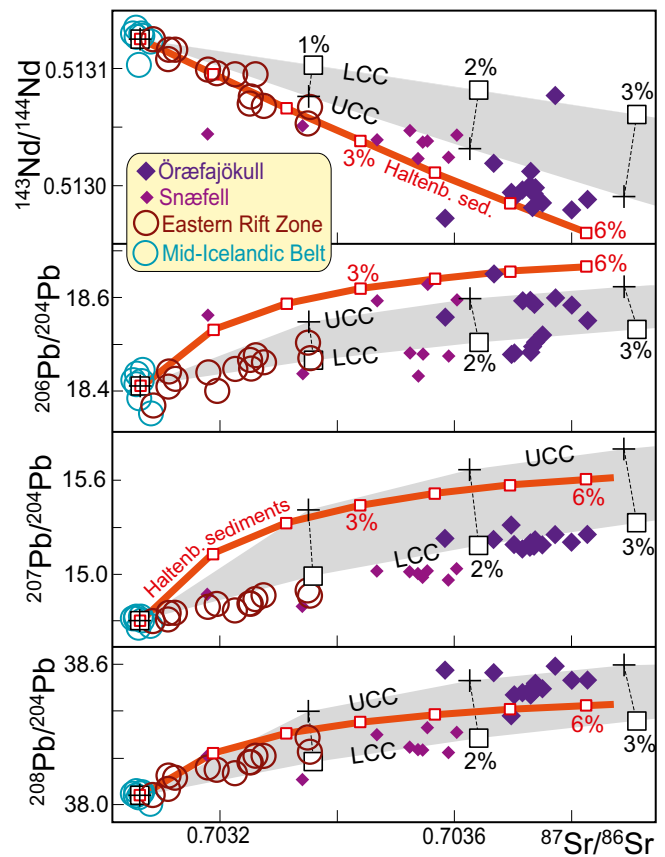 143Nd/144Nd
0.5131
0.5130
1%
2%
3%
LCC
UCC
3%
Haltenb. sed.
6%
Öræfajökull
Snæfell
Eastern Rift Zone
Mid-Icelandic Belt
206Pb/204Pb
18.6
18.4
3%
6%
UCC
LCC
2%
3%
207Pb/204Pb
15.6
15.0
Haltenb. sediments
3%
6%
UCC
LCC
2%
3%
208Pb/204Pb
38.6
38.0
UCC
LCC
6%
2%
3%
0.7032
0.7036
87Sr/86Sr